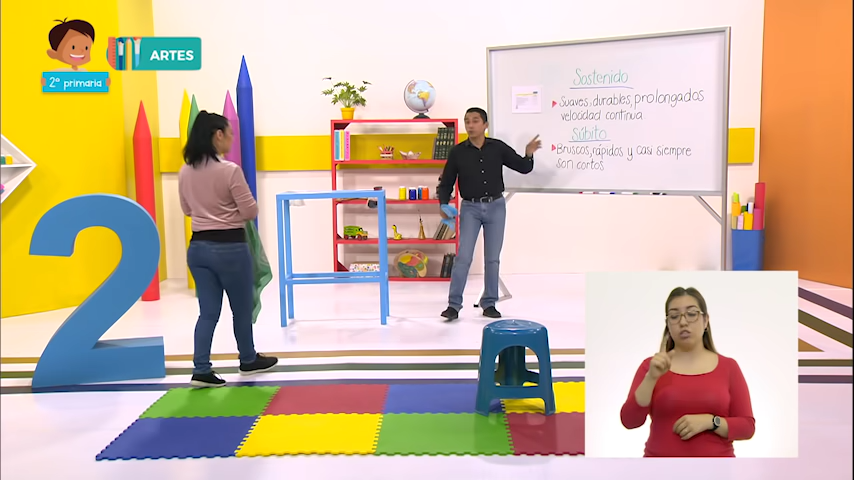 ARTES
2° primaria
Sostenido
Suaves, durables, prolongados
velocidad continua
Súbito
Bruscos, rápidos y casi siempre
son cortos
2